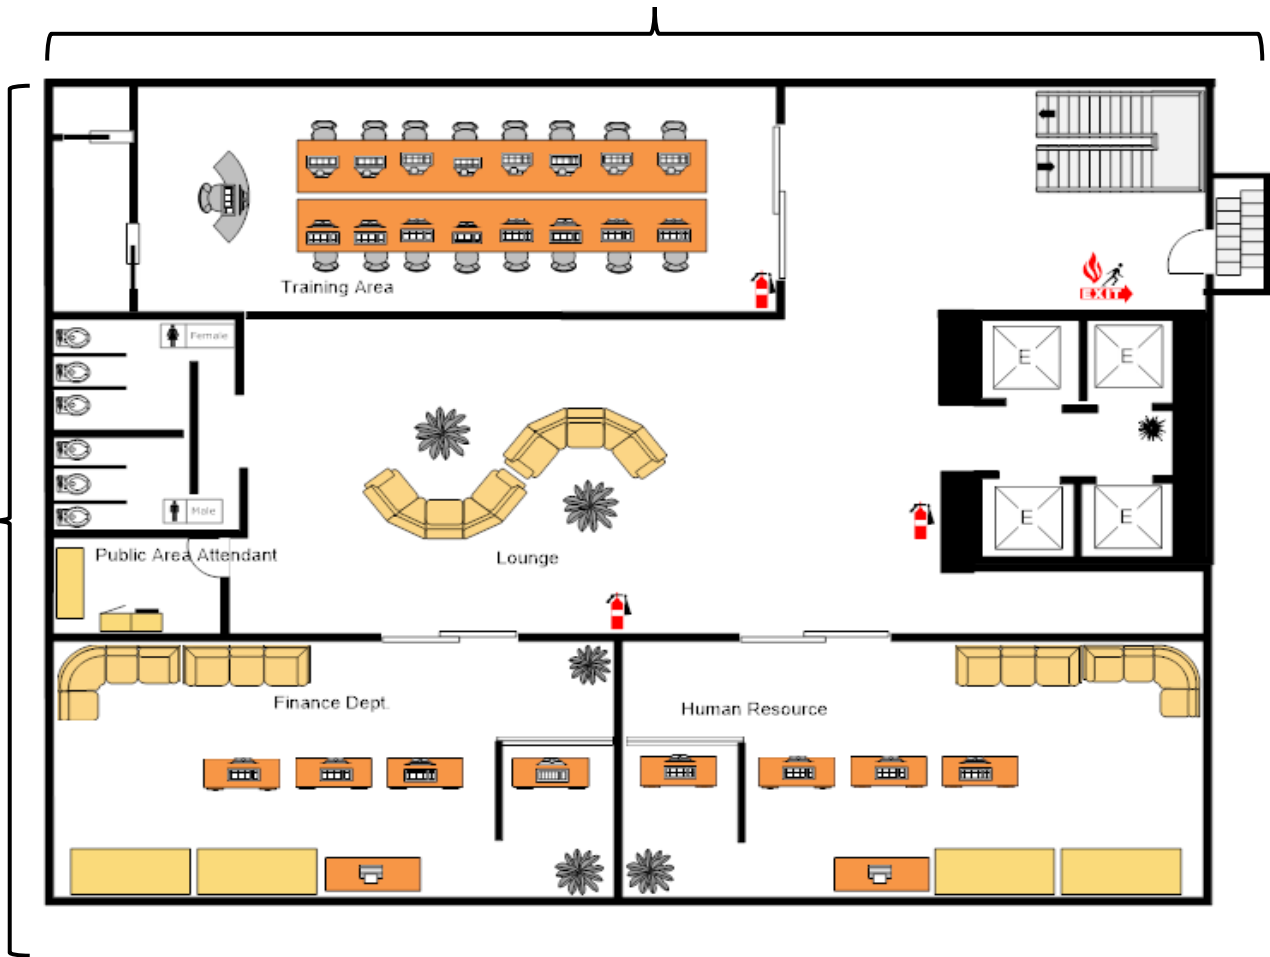 Training Area
EXIT
Female
E
E
Male
E
E
Public Area Attendant
Lounge
Finance Dept.
Human Resource